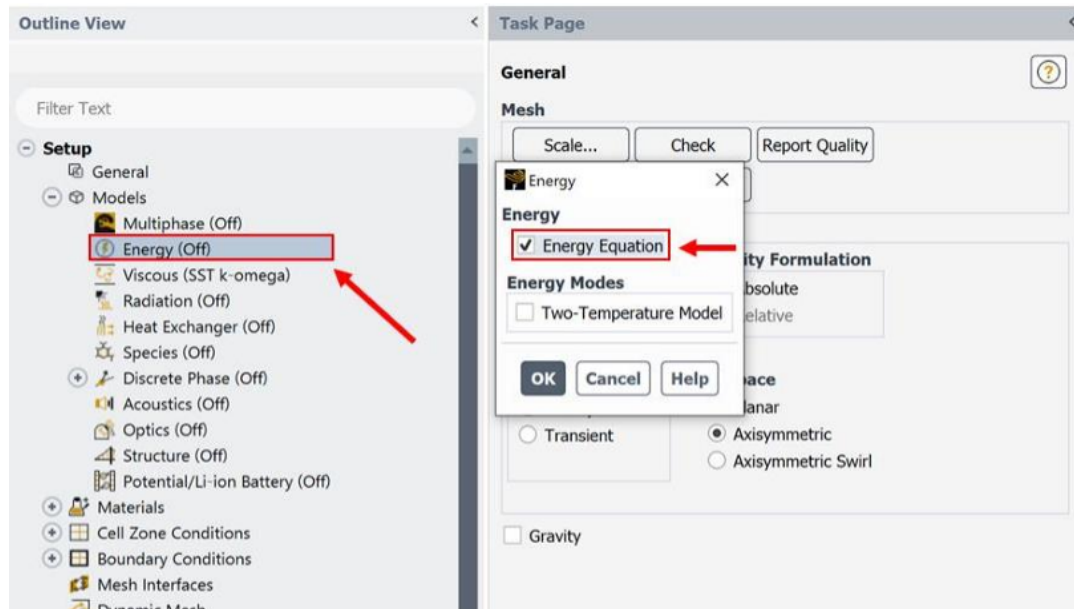 Outline View
Filter Text
Setup
General
Models
Multiphase (Off)
Energy (Off)
Viscous (SST k-omega)
Radiation (Off)
Heat Exchanger (Off)
Species (Off)
Discrete Phase (Off)
Acoustics (Off)
Optics (Off)
Structure (Off)
Potential/Li-ion Battery (Off)
Materials
Cell Zone Conditions
Boundary Conditions
Mesh Interfaces
Dynamic Mesh
Task Page
General
Mesh
Scale... Check Report Quality
Energy
Energy
Energy Equation
Energy Modes
Two-Temperature Model
OK Cancel Help
ity Formulation
bsolute
elative
ace
lanar
Transient Axisymmetric
Axisymmetric Swirl
Gravity